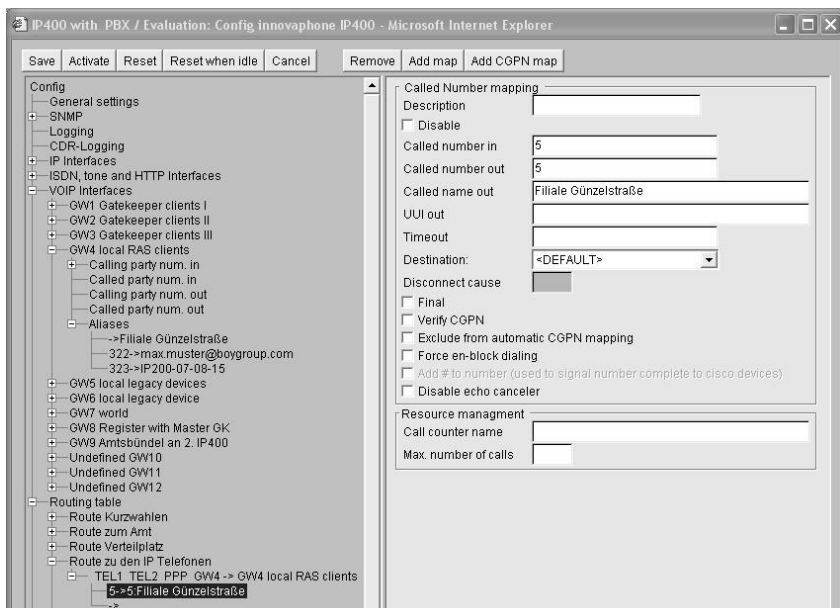 IP400 with PBX / Evaluation: Config innovaphone IP400 - Microsoft Internet Explorer
Save Activate Reset Reset when idle Cancel Remove Add map Add CGPN map
Config
General settings
SNMP
Logging
CDR-Logging
IP Interfaces
ISDN, tone and HTTP Interfaces
VOIP Interfaces
GW1 Gatekeeper clients I
GW2 Gatekeeper clients II
GW3 Gatekeeper clients III
GW4 local RAS clients
Calling party num. in
Called party num. in
Calling party num. out
Called party num. out
Aliases
->Filiale Günzelstraße
322->max.muster@boygroup.com
323->IP200-07-08-15
GW5 local legacy devices
GW6 local legacy device
GW7 world
GW8 Register with Master GK
GW9 Amtsbündel an 2. IP400
Undefined GW10
Undefined GW11
Undefined GW12
Routing table
Route Kurzwahlen
Route zum Amt
Route Verteilplatz
Route zu den IP Telefonen
TEL1 TEL2 PPP GW4 -> GW4 local RAS clients
5->5:Filiale Günzelstraße
->
Called Number mapping
Description
Disable
Called number in 5
Called number out 5
Called name out Filiale Günzelstraße
UUI out
Timeout
Destination: <DEFAULT>
Disconnect cause
Final
Verify CGPN
Exclude from automatic CGPN mapping
Force en-block dialing
Add # to number (used to signal number complete to cisco devices)
Disable echo canceler
Resource managment
Call counter name
Max. number of calls